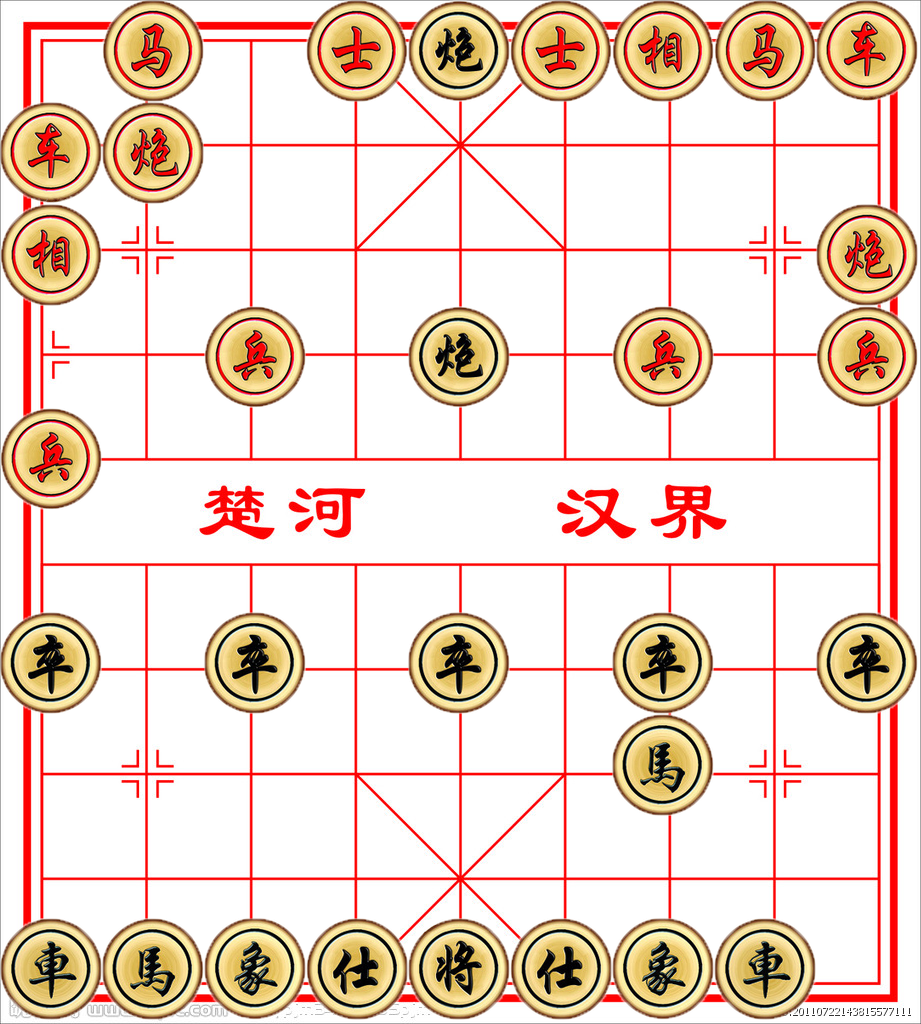 马士炮士相马车
车炮
相炮
兵炮兵兵
兵
楚河 汉界
卒卒卒卒卒
馬
車馬象仕将仕象車
20110722143815577111